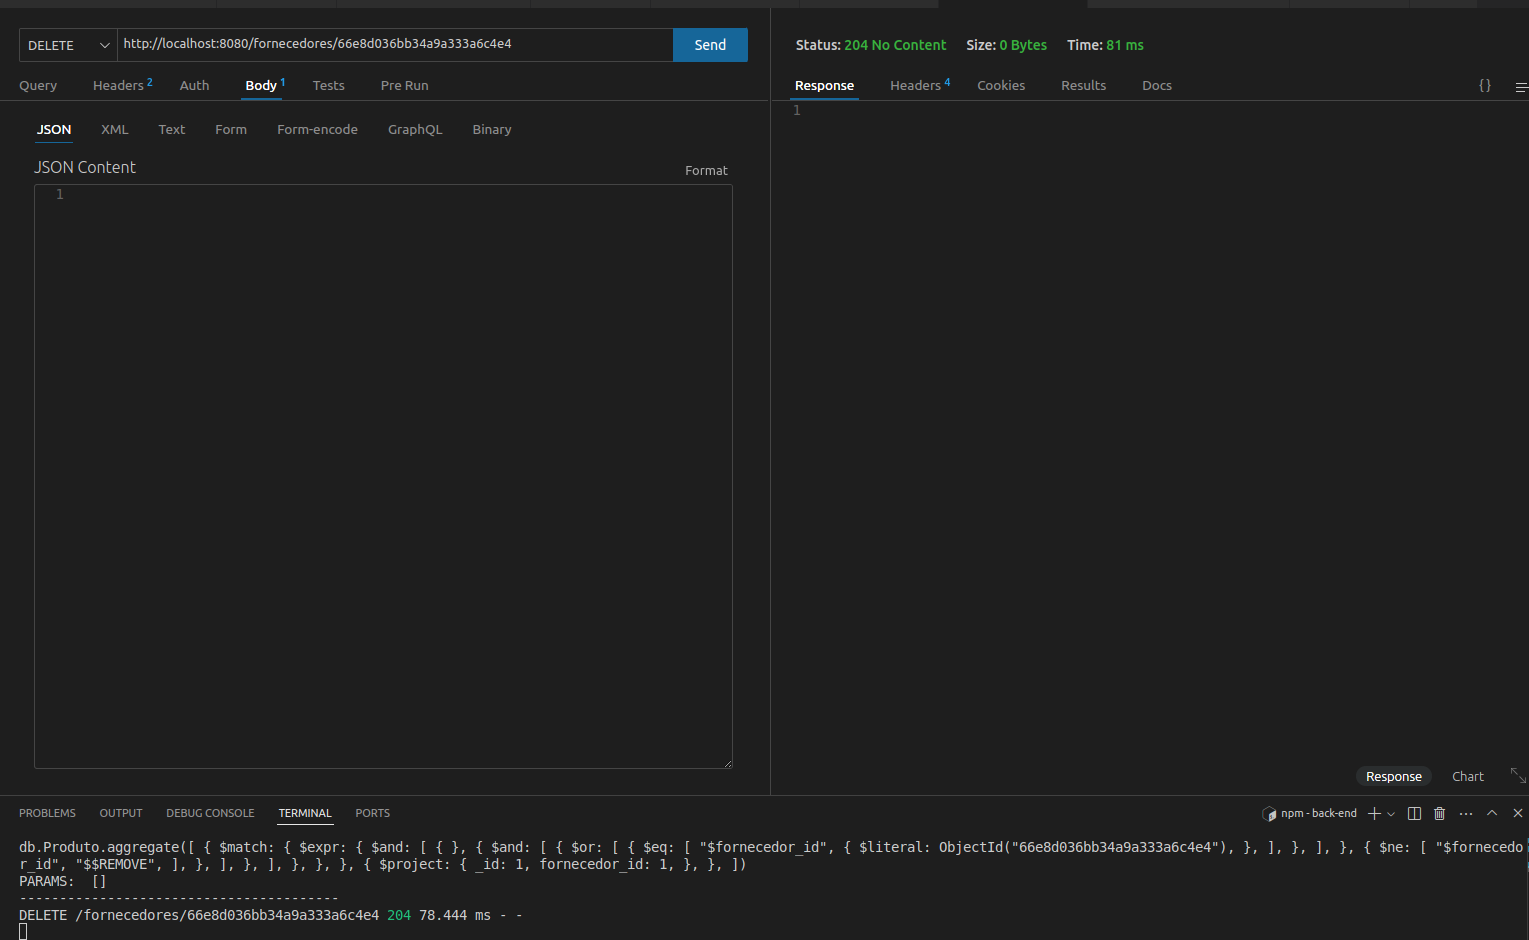 DELETE http://localhost:8080/fornecedores/66e8d036bb34a9a333a6c4e4 Send
Query Headers 2 Auth Body 1 Tests Pre Run
JSON XML Text Form Form-encode GraphQL Binary
JSON Content Format
1
Status: 204 No Content Size: 0 Bytes Time: 81 ms
Response Headers 4 Cookies Results Docs {}
1
Response Chart
PROBLEMS OUTPUT DEBUG CONSOLE TERMINAL PORTS npm - back-end
db.Produto.aggregate([ { $match: { $expr: { $and: [ { }, { $and: [ { $or: [ { $eq: [ "$fornecedor_id", { $literal: ObjectId("66e8d036bb34a9a333a6c4e4"), }, ], }, ], }, { $ne: [ "$fornecedo
r_id", "$$REMOVE", ], }, ], }, ], }, }, }, { $project: { _id: 1, fornecedor_id: 1, }, }, ])
PARAMS:  []
----------------------------------------
DELETE /fornecedores/66e8d036bb34a9a333a6c4e4 204 78.444 ms - -